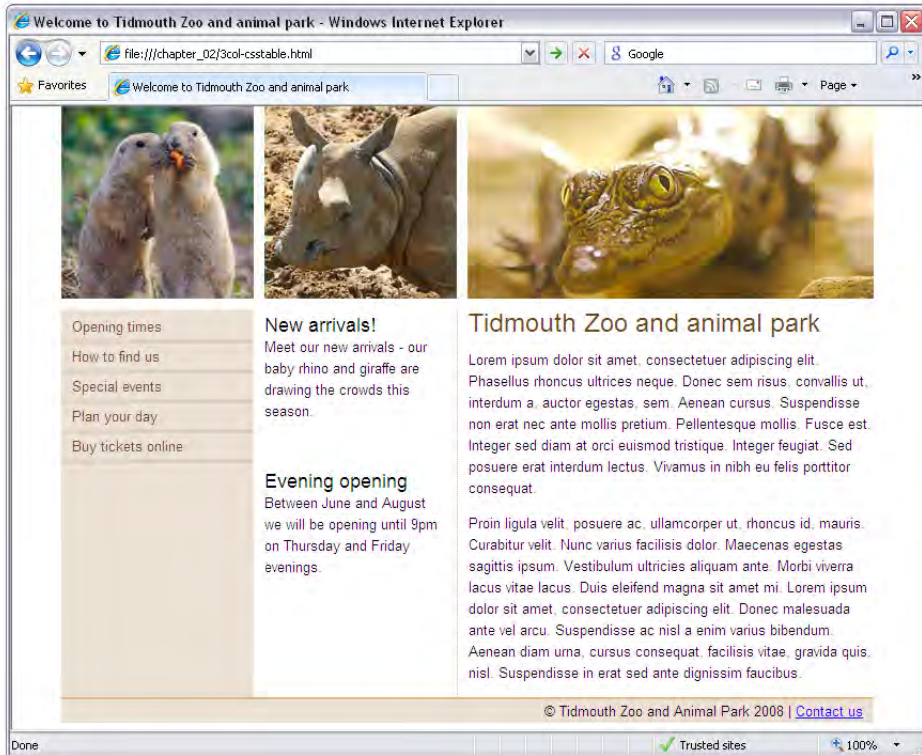 Welcome to Tidmouth Zoo and animal park - Windows Internet Explorer
file:///chapter_02/3col-csstable.html
Google
Favorites
Welcome to Tidmouth Zoo and animal park
Page
Opening times
How to find us
Special events
Plan your day
Buy tickets online
New arrivals!
Meet our new arrivals - our
baby rhino and giraffe are
drawing the crowds this
season.
Evening opening
Between June and August
we will be opening until 9pm
on Thursday and Friday
evenings.
Tidmouth Zoo and animal park
Lorem ipsum dolor sit amet, consectetuer adipiscing elit.
Phasellus rhoncus ultrices neque. Donec sem risus, convallis ut,
interdum a, auctor egestas, sem. Aenean cursus. Suspendisse
non erat nec ante mollis pretium. Pellentesque mollis. Fusce est.
Integer sed diam at orci euismod tristique. Integer feugiat. Sed
posuere erat interdum lectus. Vivamus in nibh eu felis porttitor
consequat.
Proin ligula velit, posuere ac, ullamcorper ut, rhoncus id, mauris.
Curabitur velit. Nunc varius facilisis dolor. Maecenas egestas
sagittis ipsum. Vestibulum ultricies aliquam ante. Morbi viverra
lacus vitae lacus. Duis eleifend magna sit amet mi. Lorem ipsum
dolor sit amet, consectetuer adipiscing elit. Donec malesuada
ante vel arcu. Suspendisse ac nisl a enim varius bibendum.
Aenean diam urna, cursus consequat, facilisis vitae, gravida quis,
nisl. Suspendisse in erat sed ante dignissim faucibus.
© Tidmouth Zoo and Animal Park 2008 | Contact us
Done
Trusted sites
100%